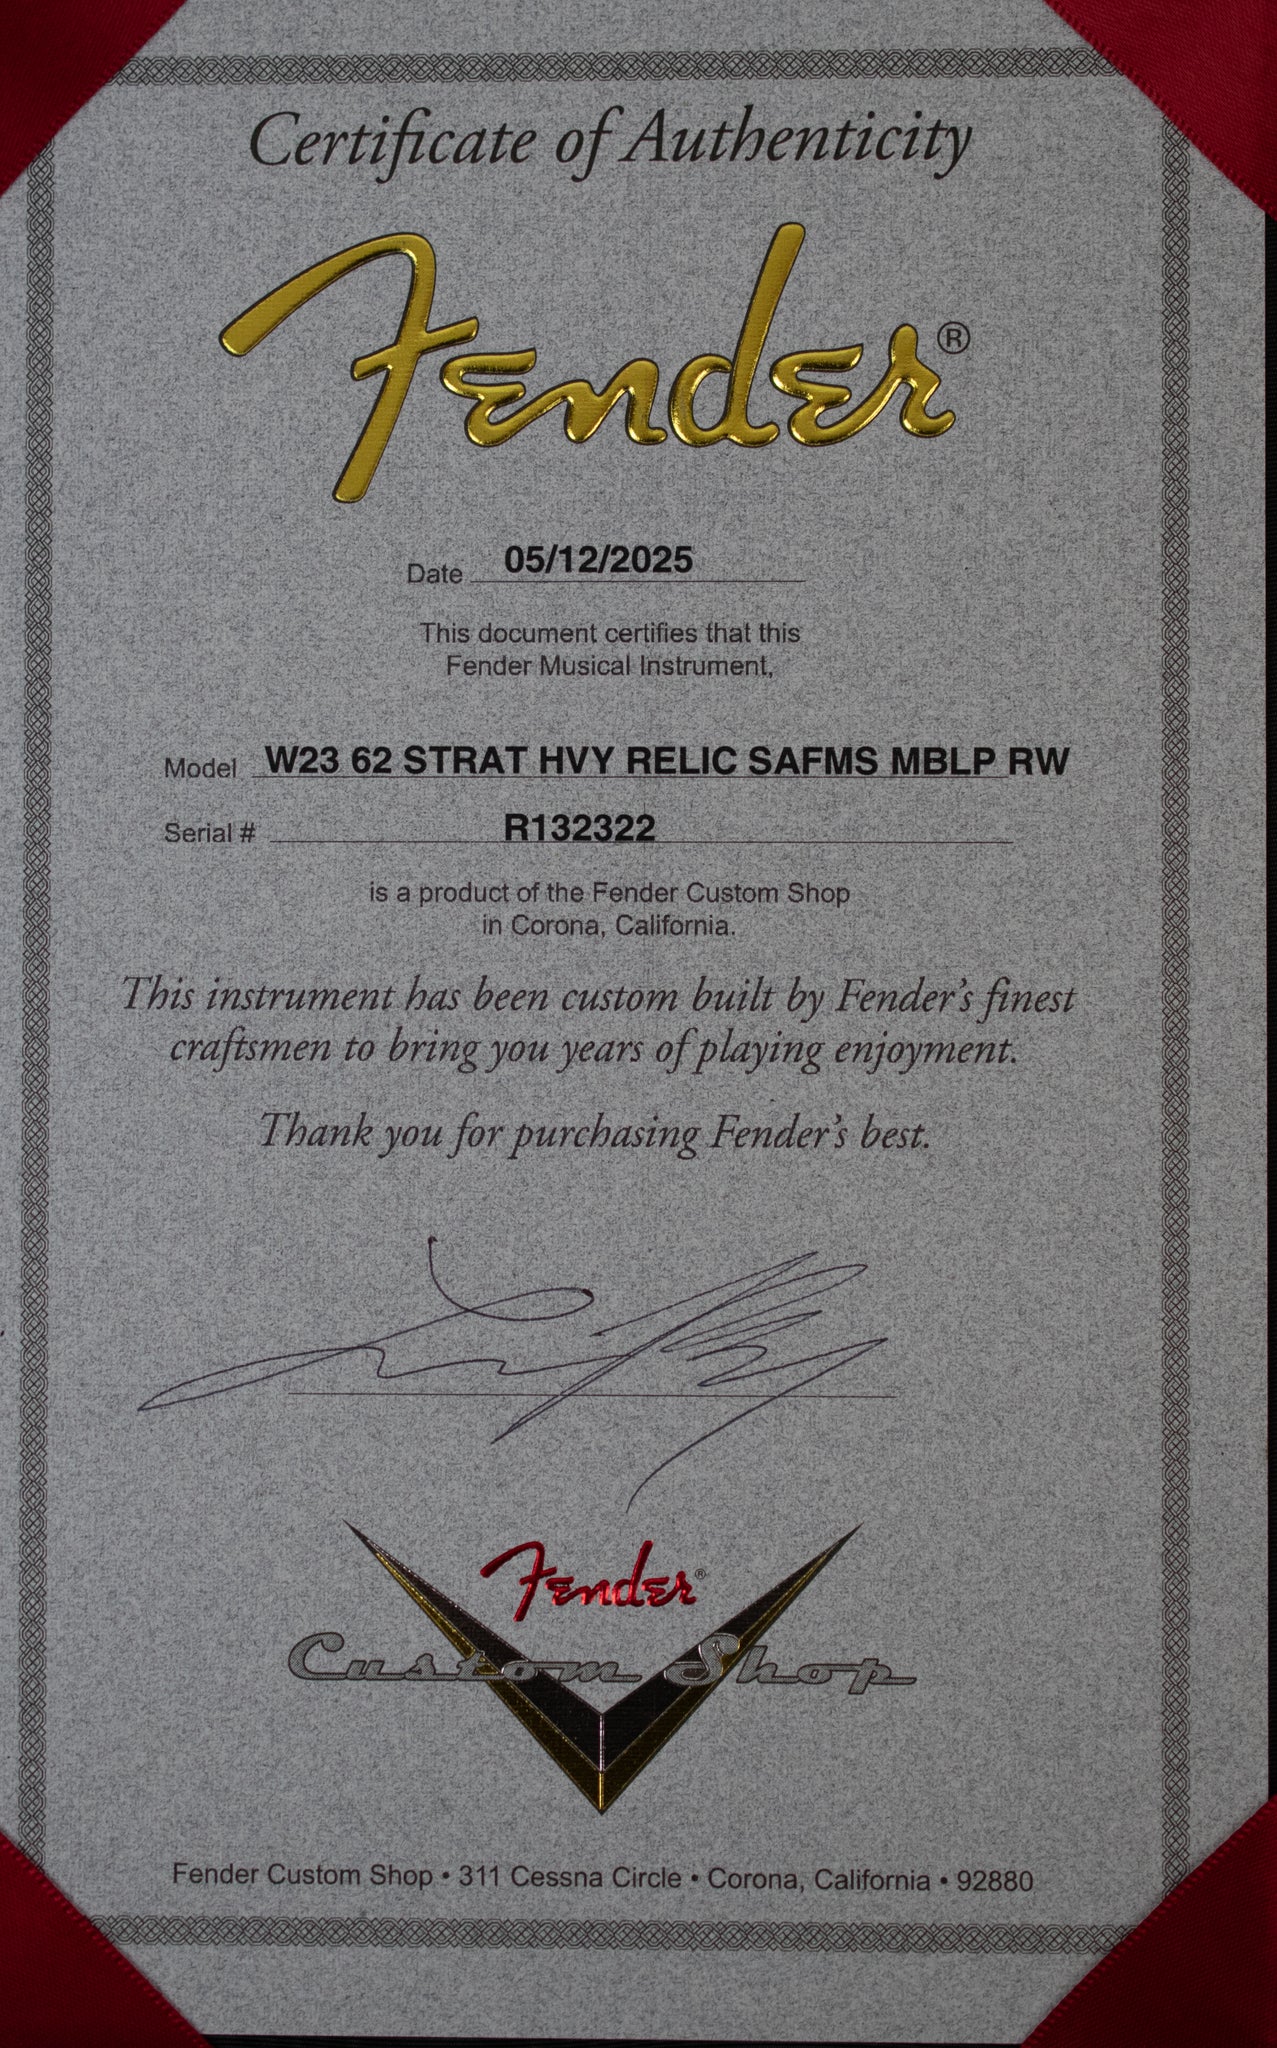 Certificate of Authenticity
Fender®
Date 05/12/2025
This document certifies that this
Fender Musical Instrument,
Model W23 62 STRAT HVY RELIC SAFMS MBLP RW
Serial # R132322
is a product of the Fender Custom Shop
in Corona, California.
This instrument has been custom built by Fender's finest
craftsmen to bring you years of playing enjoyment.
Thank you for purchasing Fender's best.
Fender®
Custom Shop
Fender Custom Shop • 311 Cessna Circle • Corona, California • 92880